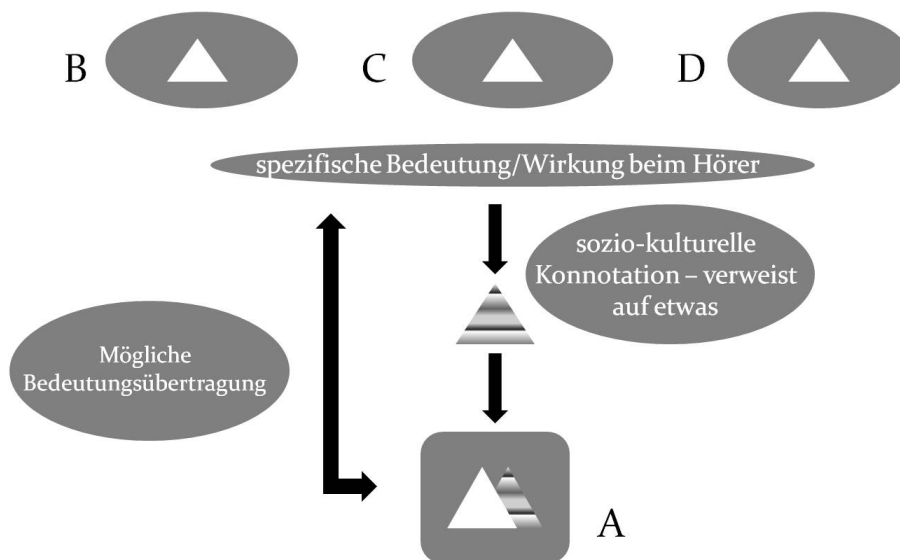 B
C
D
spezifische Bedeutung/Wirkung beim Hörer
sozio-kulturelle
Konnotation – verweist
auf etwas
Mögliche
Bedeutungsübertragung
A